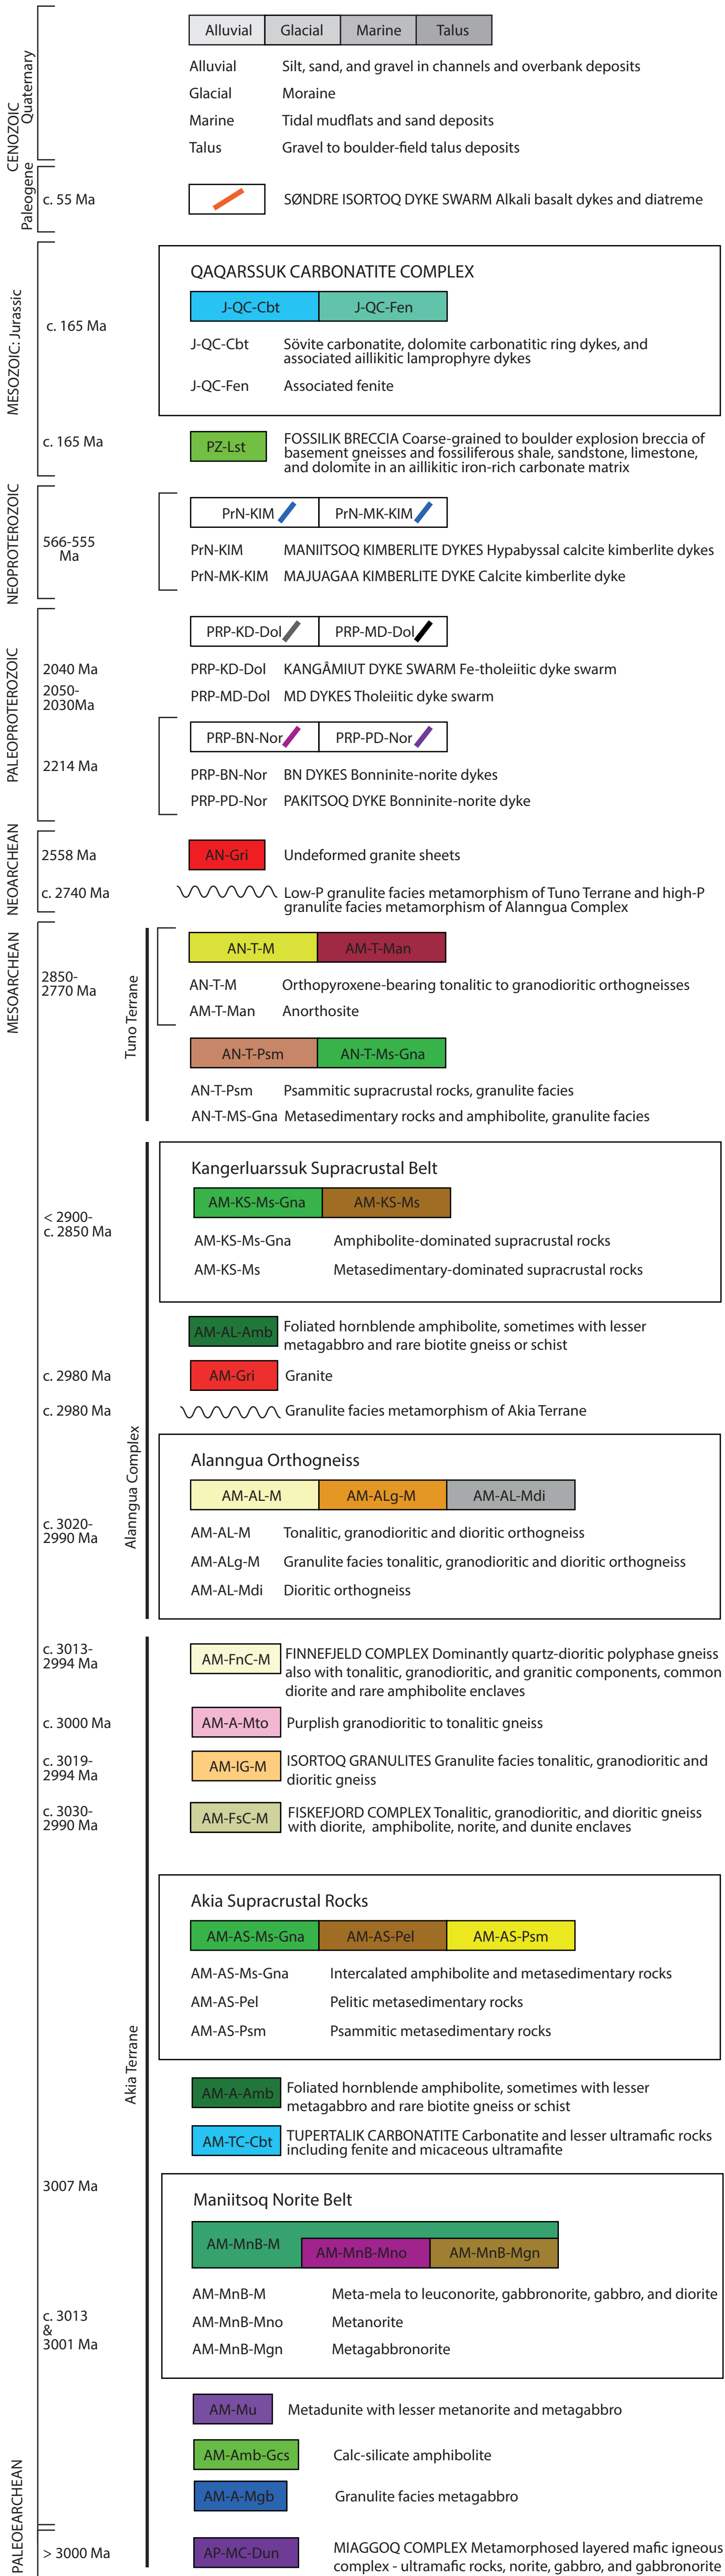 CENOZOIC
Quaternary
Alluvial Glacial Marine Talus
Alluvial Silt, sand, and gravel in channels and overbank deposits
Glacial Moraine
Marine Tidal mudflats and sand deposits
Talus Gravel to boulder-field talus deposits
Paleogene
c. 55 Ma SØNDRE ISORTOQ DYKE SWARM Alkali basalt dykes and diatreme
MESOZOIC: Jurassic
QAQARSSUK CARBONATITE COMPLEX
J-QC-Cbt J-QC-Fen
c. 165 Ma
J-QC-Cbt Sövite carbonatite, dolomite carbonatitic ring dykes, and
associated aillikitic lamprophyre dykes
J-QC-Fen Associated fenite
c. 165 Ma PZ-Lst FOSSILIK BRECCIA Coarse-grained to boulder explosion breccia of
basement gneisses and fossiliferous shale, sandstone, limestone,
and dolomite in an aillikitic iron-rich carbonate matrix
NEOPROTEROZOIC
PrN-KIM PrN-MK-KIM
566-555
Ma
PrN-KIM MANIITSOQ KIMBERLITE DYKES Hypabyssal calcite kimberlite dykes
PrN-MK-KIM MAJUAGAA KIMBERLITE DYKE Calcite kimberlite dyke
PALEOPROTEROZOIC
PRP-KD-Dol PRP-MD-Dol
2040 Ma PRP-KD-Dol KANGÂMIUT DYKE SWARM Fe-tholeiitic dyke swarm
2050-
2030Ma
PRP-MD-Dol MD DYKES Tholeiitic dyke swarm
PRP-BN-Nor PRP-PD-Nor
2214 Ma
PRP-BN-Nor BN DYKES Bonninite-norite dykes
PRP-PD-Nor PAKITSOQ DYKE Bonninite-norite dyke
NEOARCHEAN
2558 Ma AN-Gri Undeformed granite sheets
c. 2740 Ma Low-P granulite facies metamorphism of Tuno Terrane and high-P
granulite facies metamorphism of Alanngua Complex
MESOARCHEAN
Tuno Terrane
AN-T-M AM-T-Man
2850-
2770 Ma
AN-T-M Orthopyroxene-bearing tonalitic to granodioritic orthogneisses
AM-T-Man Anorthosite
AN-T-Psm AN-T-Ms-Gna
AN-T-Psm Psammitic supracrustal rocks, granulite facies
AN-T-MS-Gna Metasedimentary rocks and amphibolite, granulite facies
Alanngua Complex
Kangerluarssuk Supracrustal Belt
AM-KS-Ms-Gna AM-KS-Ms
< 2900-
c. 2850 Ma
AM-KS-Ms-Gna Amphibolite-dominated supracrustal rocks
AM-KS-Ms Metasedimentary-dominated supracrustal rocks
AM-AL-Amb Foliated hornblende amphibolite, sometimes with lesser
metagabbro and rare biotite gneiss or schist
c. 2980 Ma AM-Gri Granite
c. 2980 Ma Granulite facies metamorphism of Akia Terrane
Alanngua Orthogneiss
AM-AL-M AM-ALg-M AM-AL-Mdi
c. 3020-
2990 Ma
AM-AL-M Tonalitic, granodioritic and dioritic orthogneiss
AM-ALg-M Granulite facies tonalitic, granodioritic and dioritic orthogneiss
AM-AL-Mdi Dioritic orthogneiss
Akia Terrane
c. 3013-
2994 Ma
AM-FnC-M FINNEFJELD COMPLEX Dominantly quartz-dioritic polyphase gneiss
also with tonalitic, granodioritic, and granitic components, common
diorite and rare amphibolite enclaves
c. 3000 Ma AM-A-Mto Purplish granodioritic to tonalitic gneiss
c. 3019-
2994 Ma
AM-IG-M ISORTOQ GRANULITES Granulite facies tonalitic, granodioritic and
dioritic gneiss
c. 3030-
2990 Ma
AM-FsC-M FISKEFJORD COMPLEX Tonalitic, granodioritic, and dioritic gneiss
with diorite, amphibolite, norite, and dunite enclaves
Akia Supracrustal Rocks
AM-AS-Ms-Gna AM-AS-Pel AM-AS-Psm
AM-AS-Ms-Gna Intercalated amphibolite and metasedimentary rocks
AM-AS-Pel Pelitic metasedimentary rocks
AM-AS-Psm Psammitic metasedimentary rocks
AM-A-Amb Foliated hornblende amphibolite, sometimes with lesser
metagabbro and rare biotite gneiss or schist
AM-TC-Cbt TUPERTALIK CARBONATITE Carbonatite and lesser ultramafic rocks
including fenite and micaceous ultramafite
3007 Ma
Maniitsoq Norite Belt
AM-MnB-M AM-MnB-Mno AM-MnB-Mgn
AM-MnB-M Meta-mela to leuconorite, gabbronorite, gabbro, and diorite
c. 3013
&
3001 Ma
AM-MnB-Mno Metanorite
AM-MnB-Mgn Metagabbronorite
AM-Mu Metadunite with lesser metanorite and metagabbro
AM-Amb-Gcs Calc-silicate amphibolite
AM-A-Mgb Granulite facies metagabbro
PALEOEARCHEAN
> 3000 Ma AP-MC-Dun MIAGGOQ COMPLEX Metamorphosed layered mafic igneous
complex - ultramafic rocks, norite, gabbro, and gabbronorite